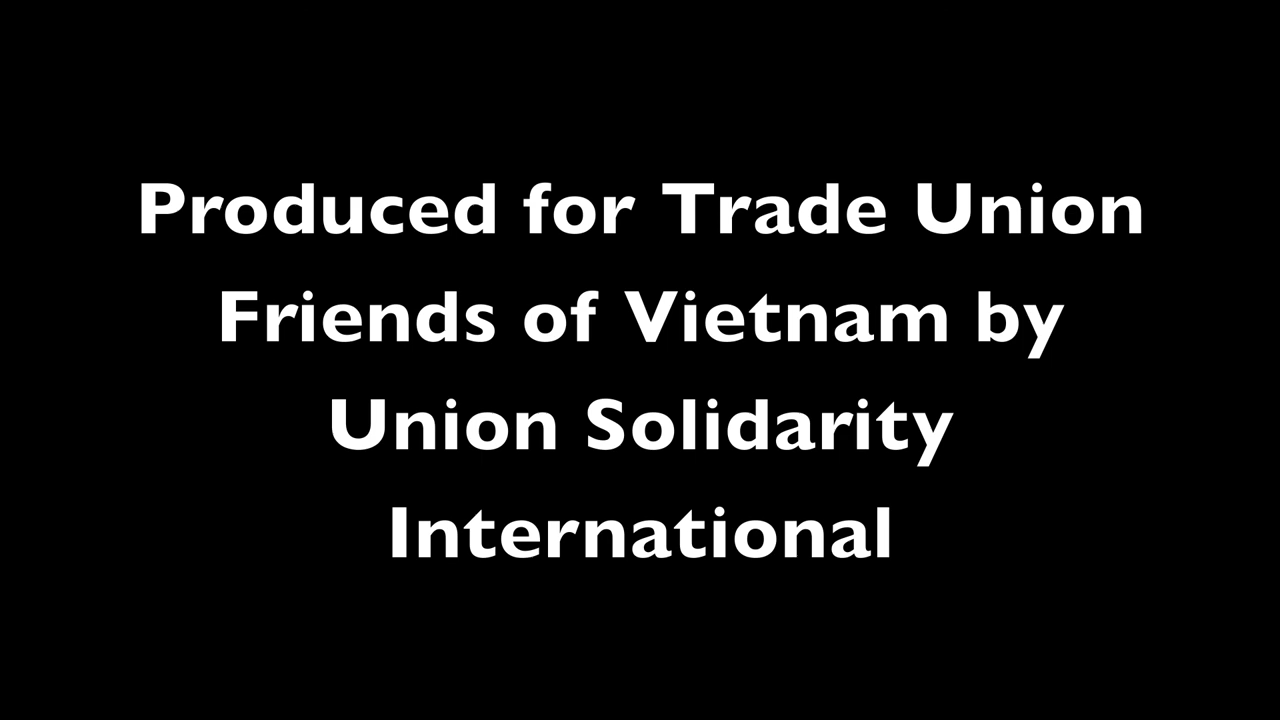 Produced for Trade Union
Friends of Vietnam by
Union Solidarity
International